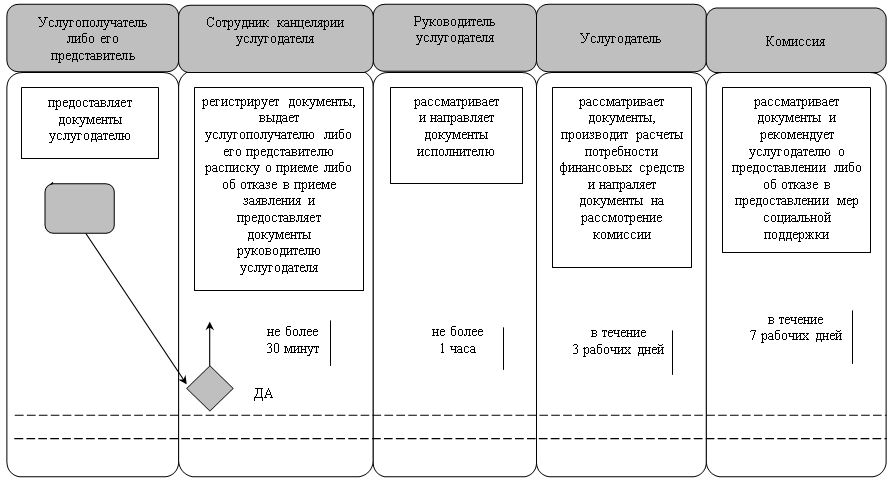 Услугополучатель
либо его
представитель
Сотрудник канцелярии
услугодателя
Руководитель
услугодателя
Услугодатель
Комиссия
предоставляет
документы
услугодателю
регистрирует документы,
выдает
услугополучателю либо
его представителю
расписку о приеме либо
об отказе в приеме
заявления и
предоставляет
документы
руководителю
услугодателя
рассматривает
и направляет
документы
исполнителю
рассматривает
документы,
производит расчеты
потребности
финансовых средств
и напраляет
документы на
рассмотрение
комиссии
рассматривает
документы и
рекомендует
услугодателю о
предоставлении либо
об отказе в
предоставлении мер
социальной
поддержки
не более
30 минут
не более
1 часа
в течение
3 рабочих дней
в течение
7 рабочих дней
ДА